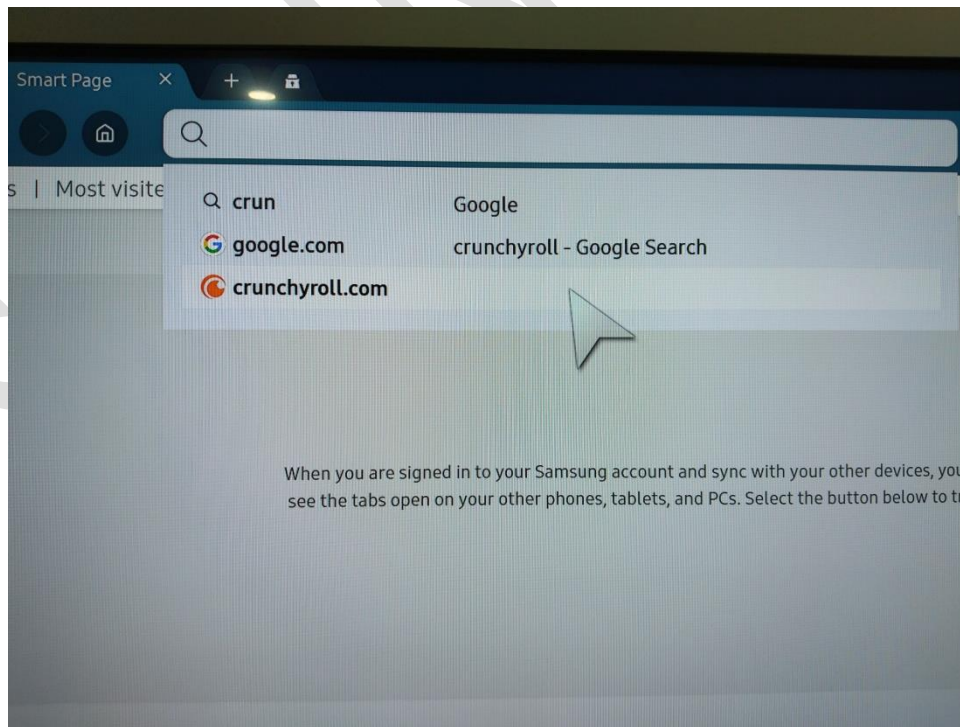 Smart Page
s | Most visite
crun Google
google.com crunchyroll - Google Search
crunchyroll.com
When you are signed in to your Samsung account and sync with your other devices, you
see the tabs open on your other phones, tablets, and PCs. Select the button below to t